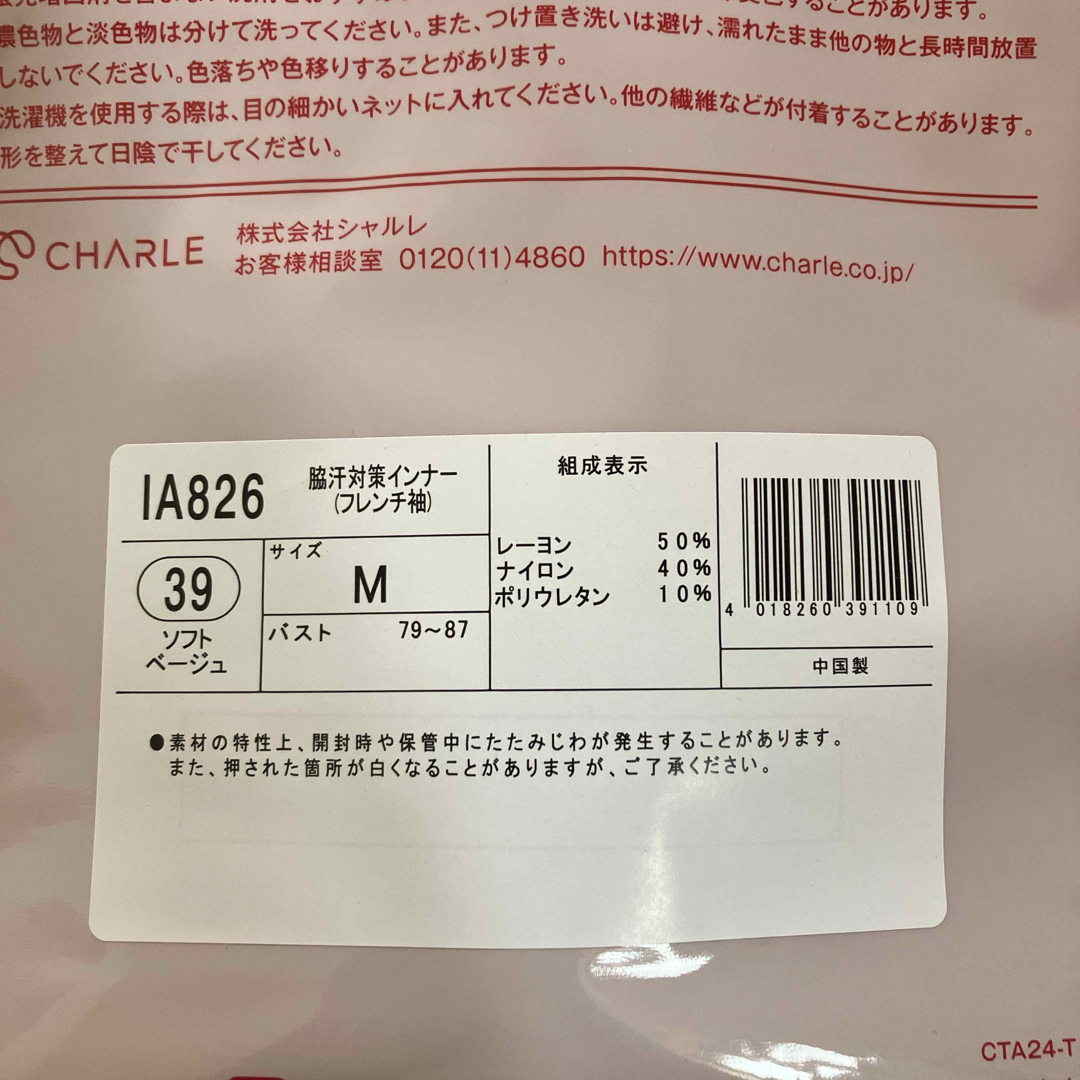 変色することがあります。
濃色物と淡色物は分けて洗ってください。また、つけ置き洗いは避け、濡れたまま他の物と長時間放置
しないでください。色落ちや色移りすることがあります。
洗濯機を使用する際は、目の細かいネットに入れてください。他の繊維などが付着することがあります。
形を整えて日陰で干してください。
CHARLE
株式会社シャルレ
お客様相談室 0120(11)4860 https://www.charle.co.jp/
IA826
脇汗対策インナー
(フレンチ袖)
39
ソフト
ベージュ
サイズ
M
バスト 79~87
組成表示
レーヨン 50%
ナイロン 40%
ポリウレタン 10%
4 018260 391109
中国製
●素材の特性上、開封時や保管中にたたみじわが発生することがあります。
また、押された箇所が白くなることがありますが、ご了承ください。
CTA24-T